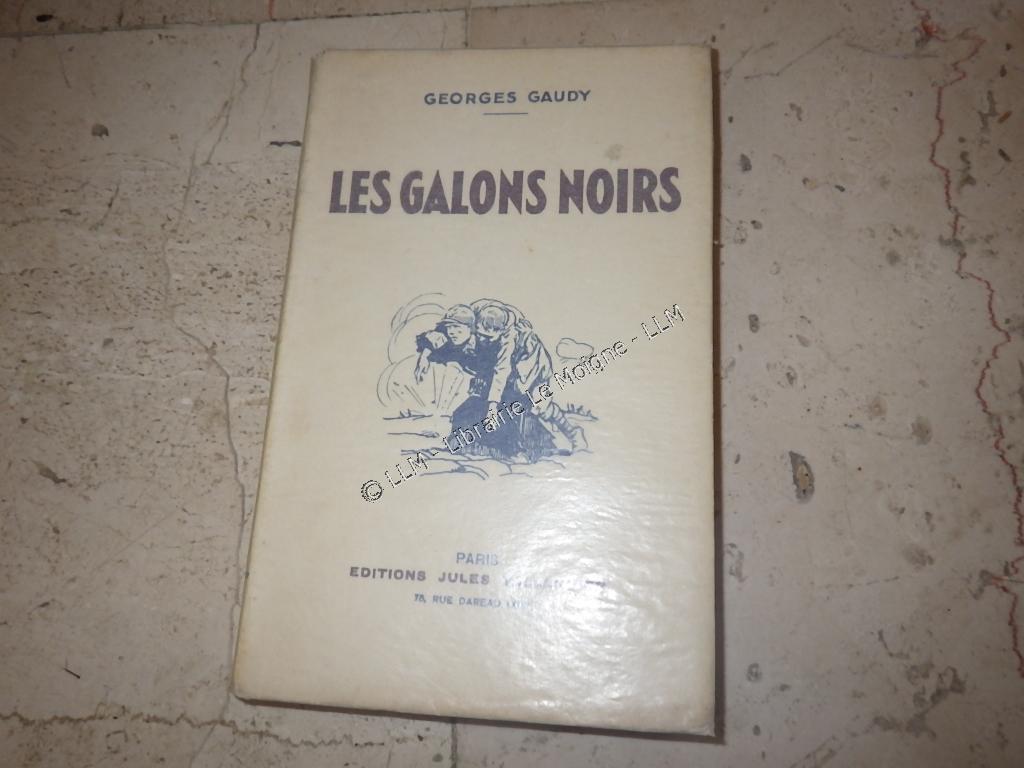 GEORGES GAUDY
LES GALONS NOIRS
© LLM - Librairie Le Moigne - LLM
PARIS
EDITIONS JULES
78, RUE DAREAU